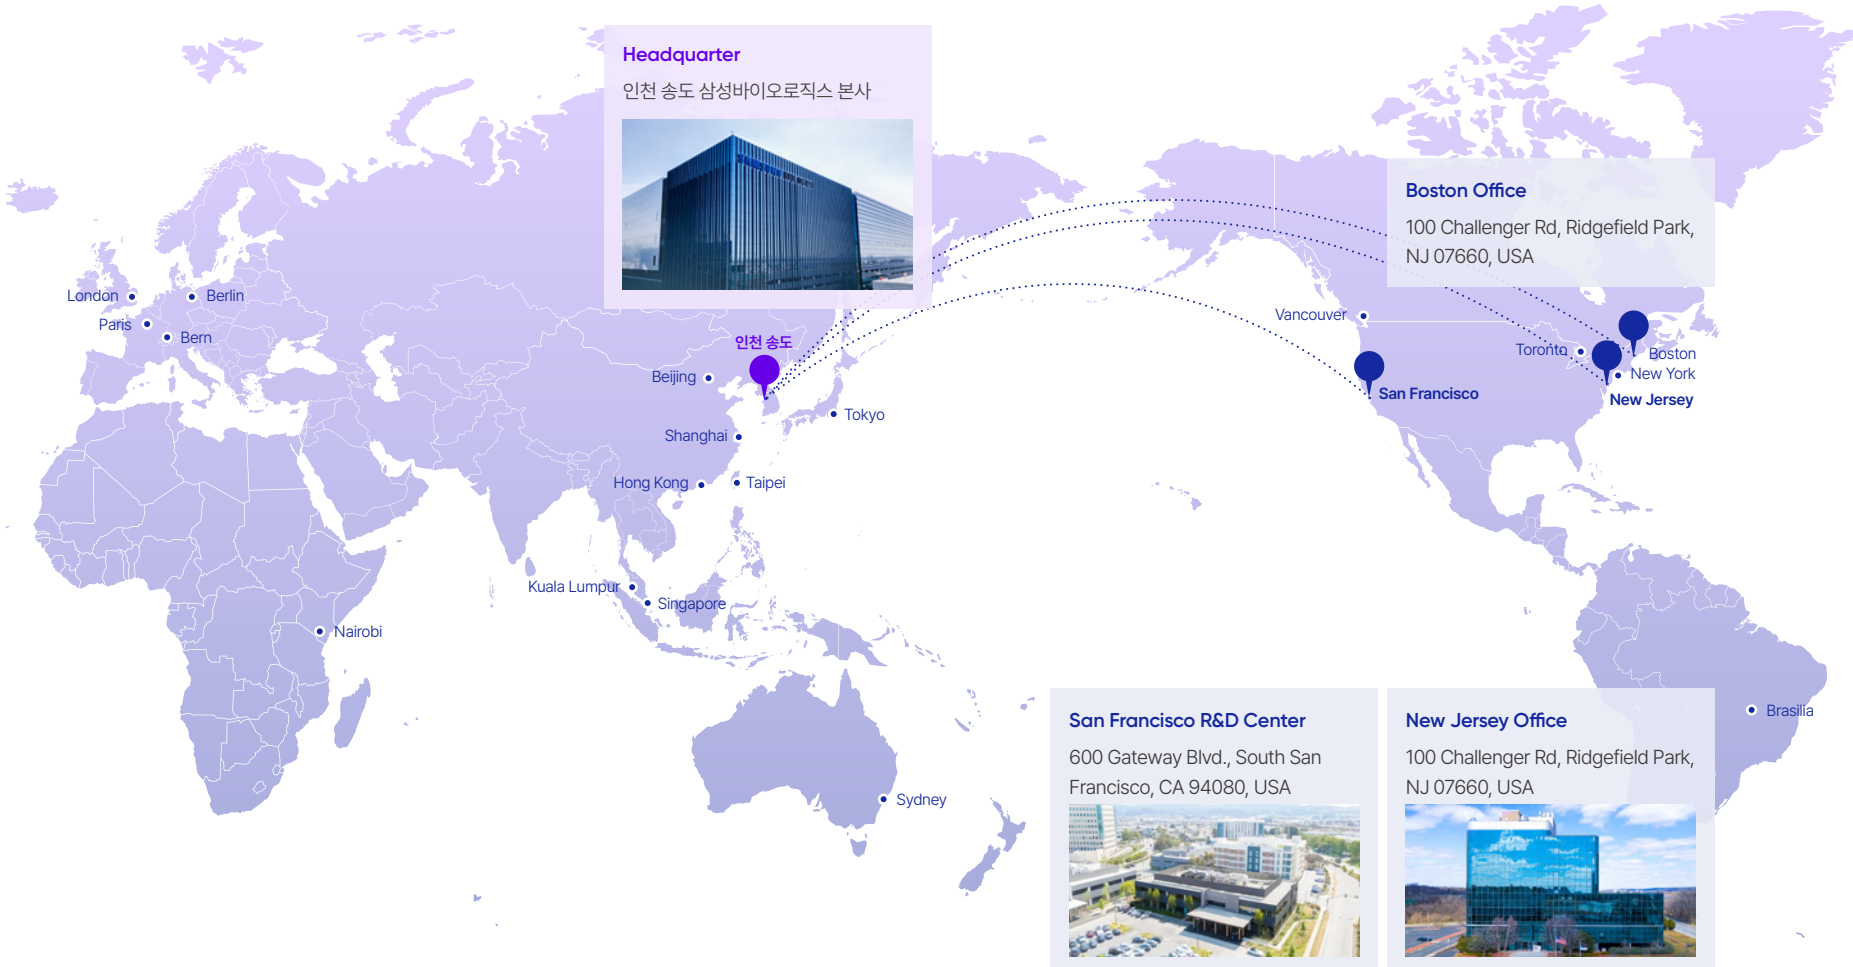 Headquarter
인천 송도 삼성바이오로직스 본사
Boston Office
100 Challenger Rd, Ridgefield Park,
NJ 07660, USA
London
Berlin
Paris
Bern
인천 송도
Beijing
Tokyo
Shanghai
Hong Kong
Taipei
Kuala Lumpur
Singapore
Nairobi
Sydney
Vancouver
San Francisco
Toronto
Boston
New York
New Jersey
Brasilia
San Francisco R&D Center
600 Gateway Blvd., South San
Francisco, CA 94080, USA
New Jersey Office
100 Challenger Rd, Ridgefield Park,
NJ 07660, USA